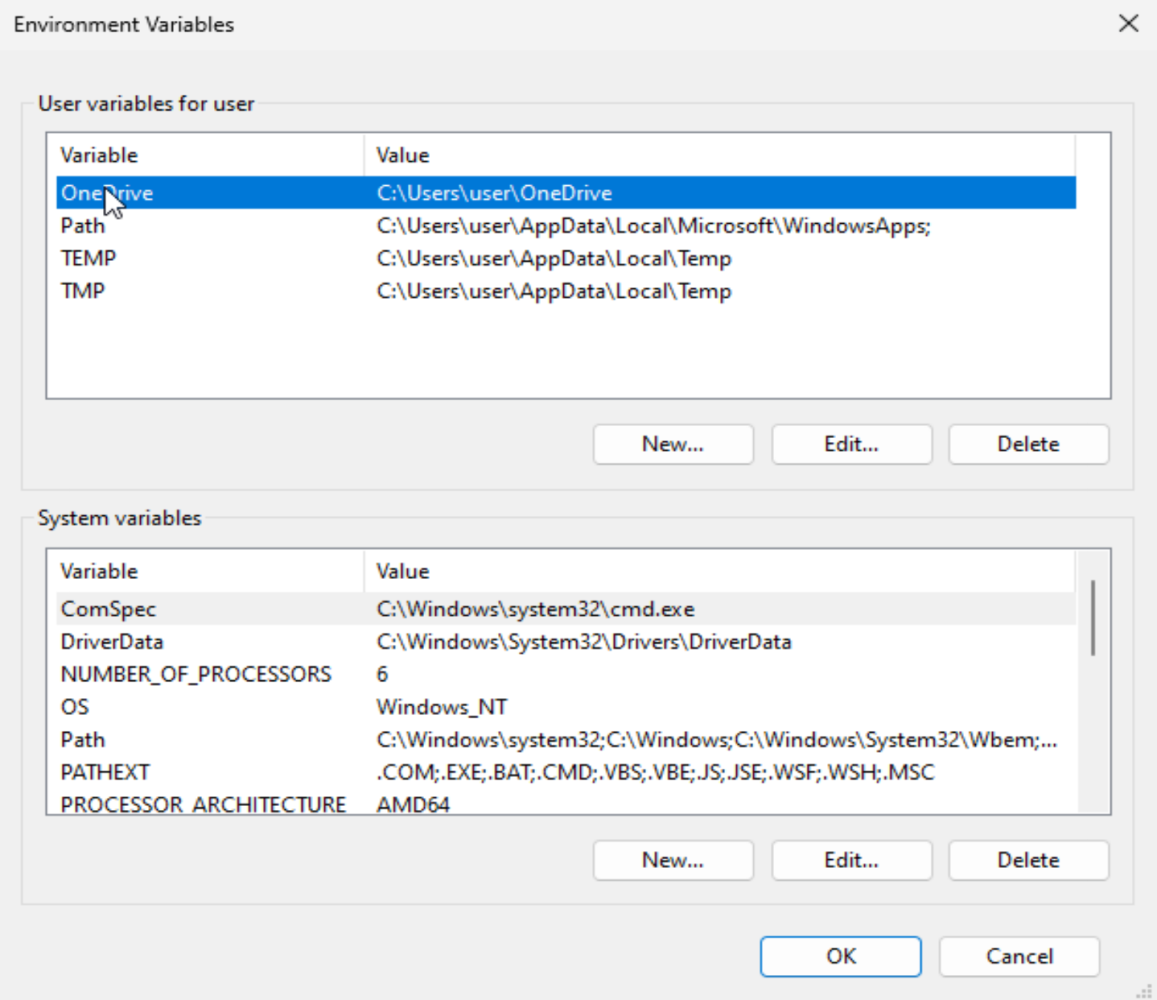 Environment Variables
User variables for user
Variable Value
OneDrive C:\Users\user\OneDrive
Path C:\Users\user\AppData\Local\Microsoft\WindowsApps;
TEMP C:\Users\user\AppData\Local\Temp
TMP C:\Users\user\AppData\Local\Temp
New... Edit... Delete
System variables
Variable Value
ComSpec C:\Windows\system32\cmd.exe
DriverData C:\Windows\System32\Drivers\DriverData
NUMBER_OF_PROCESSORS 6
OS Windows_NT
Path C:\Windows\system32;C:\Windows;C:\Windows\System32\Wbem;...
PATHEXT .COM;.EXE;.BAT;.CMD;.VBS;.VBE;.JS;.JSE;.WSF;.WSH;.MSC
PROCESSOR_ARCHITECTURE AMD64
New... Edit... Delete
OK Cancel